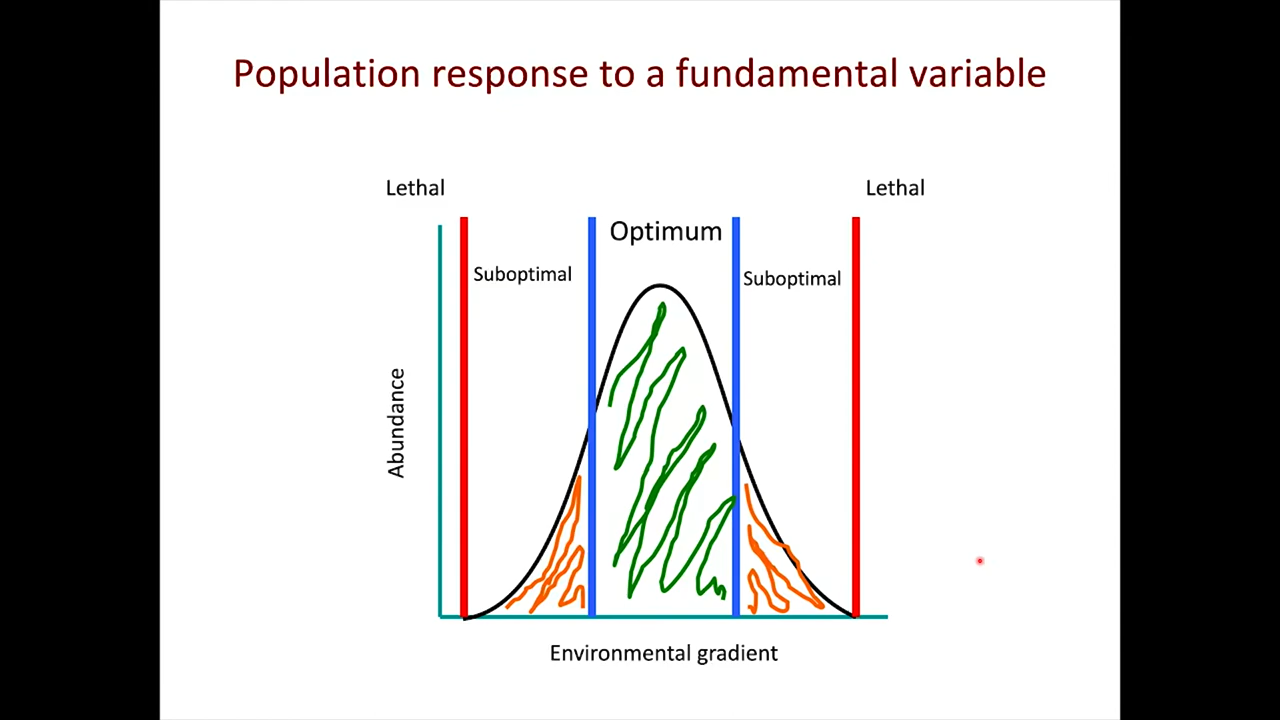 Population response to a fundamental variable
Lethal
Lethal
Optimum
Suboptimal
Suboptimal
Abundance
Environmental gradient